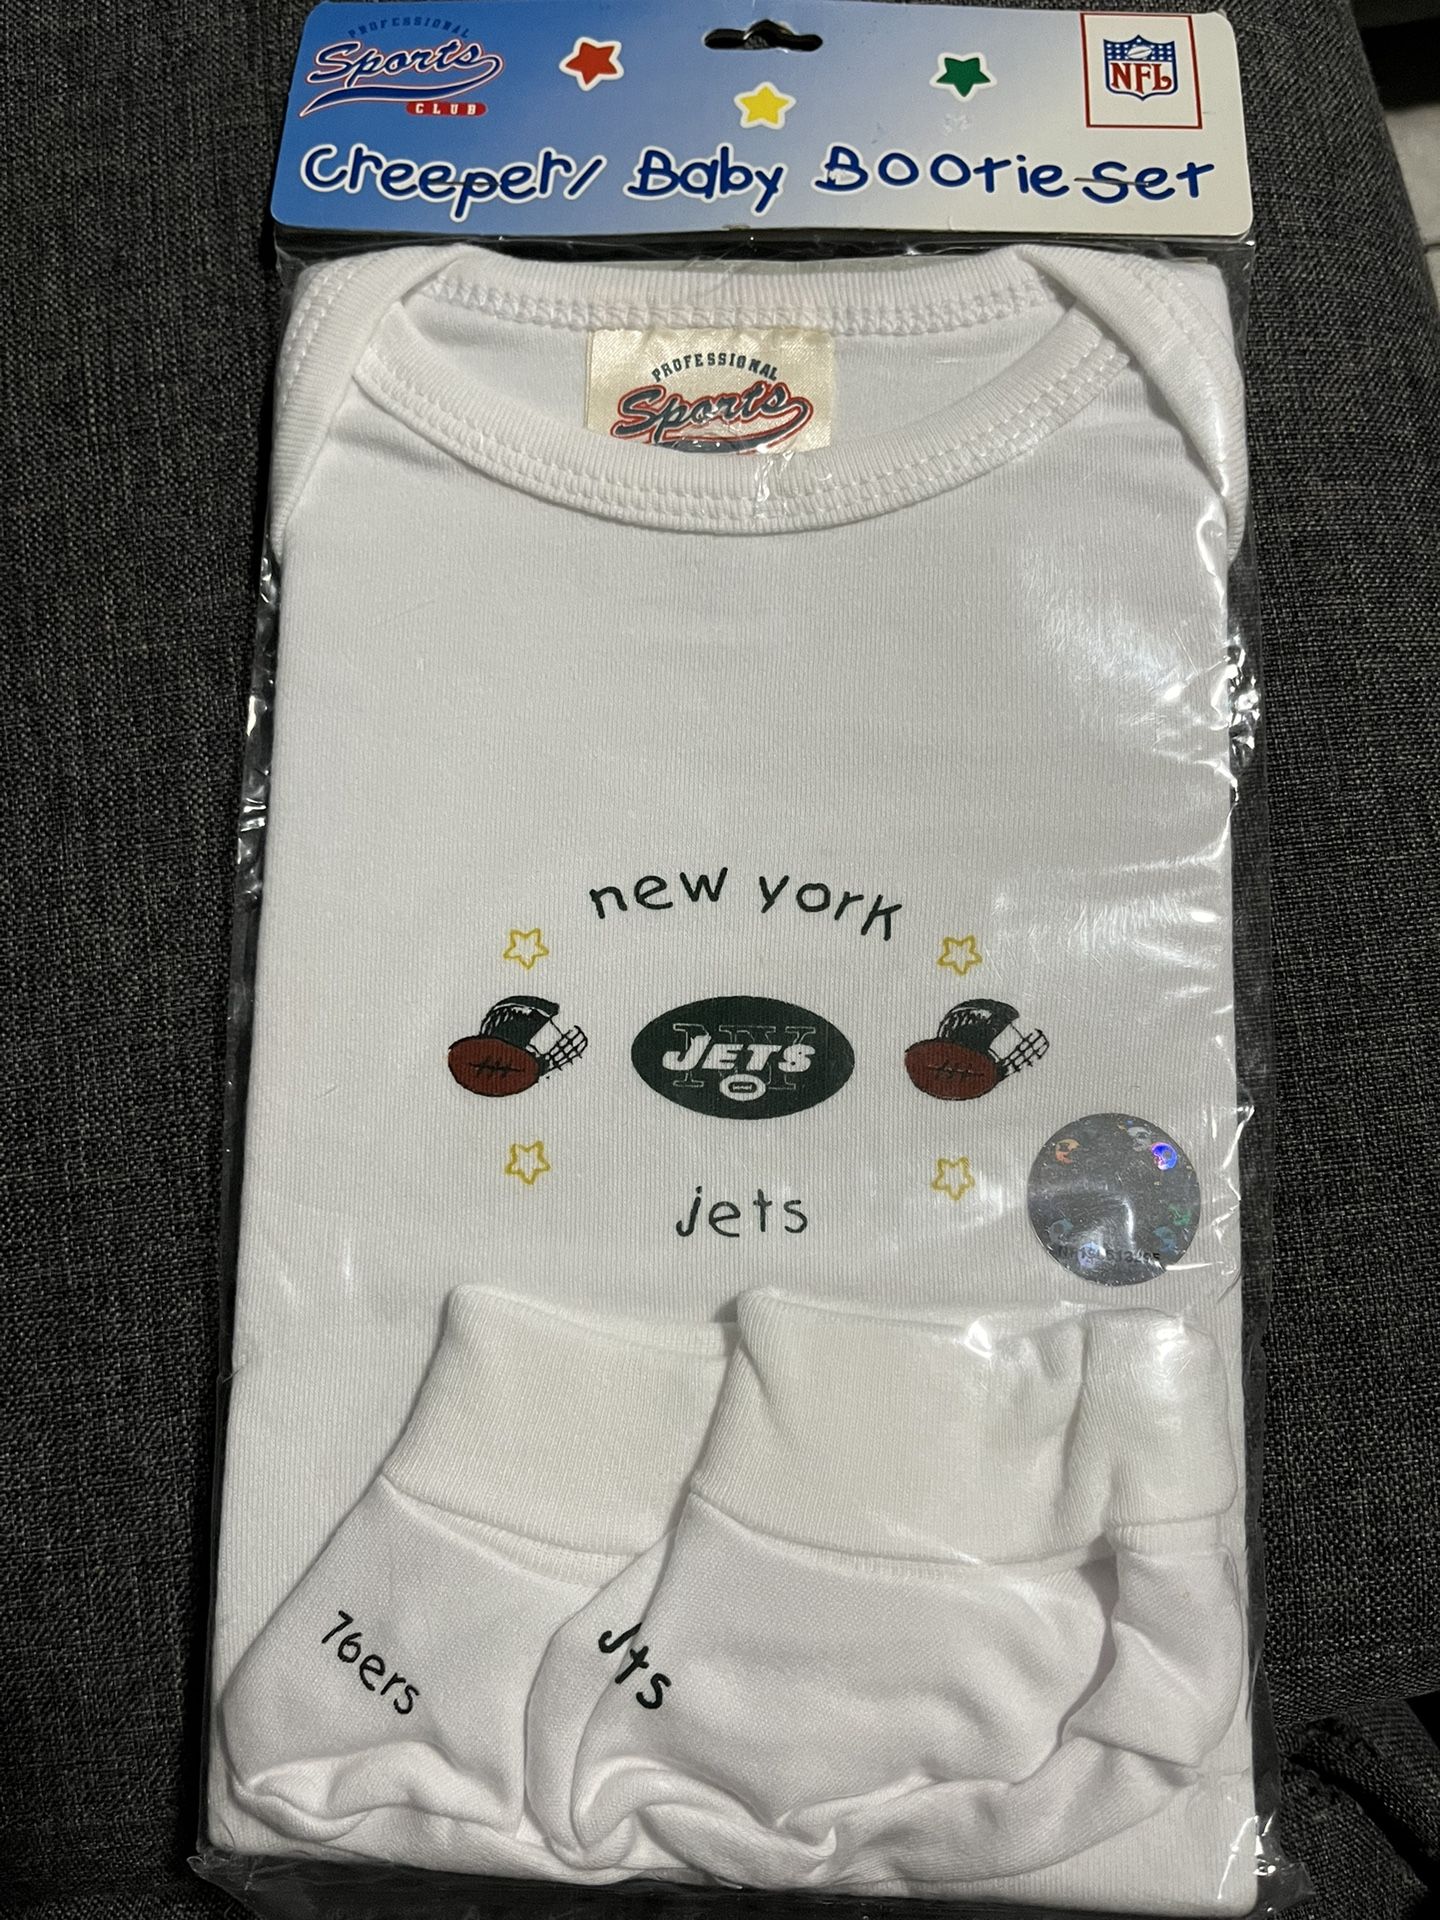 PROFESSIONAL
Sports
CLUB
NFL
Creeper/ Baby Bootie Set
PROFESSIONAL
Sports
new york
NY
JETS
jets
76ers
Jts